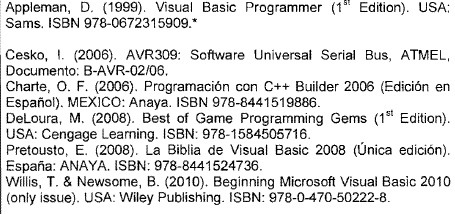 Appleman, D. (1999). Visual Basic Programmer (1st Edition). USA:
Sams. ISBN 978-0672315909.*
Cesko, I. (2006). AVR309: Software Universal Serial Bus, ATMEL,
Documento: B-AVR-02/06.
Charte, O. F. (2006). Programación con C++ Builder 2006 (Edición en
Español). MEXICO: Anaya. ISBN 978-8441519886.
DeLoura, M. (2008). Best of Game Programming Gems (1st Edition).
USA: Cengage Learning. ISBN: 978-1584505716.
Pretousto, E. (2008). La Biblia de Visual Basic 2008 (Única edición).
España: ANAYA. ISBN: 978-8441524736.
Willis, T. & Newsome, B. (2010). Beginning Microsoft Visual Basic 2010
(only issue). USA: Wiley Publishing. ISBN: 978-0-470-50222-8.